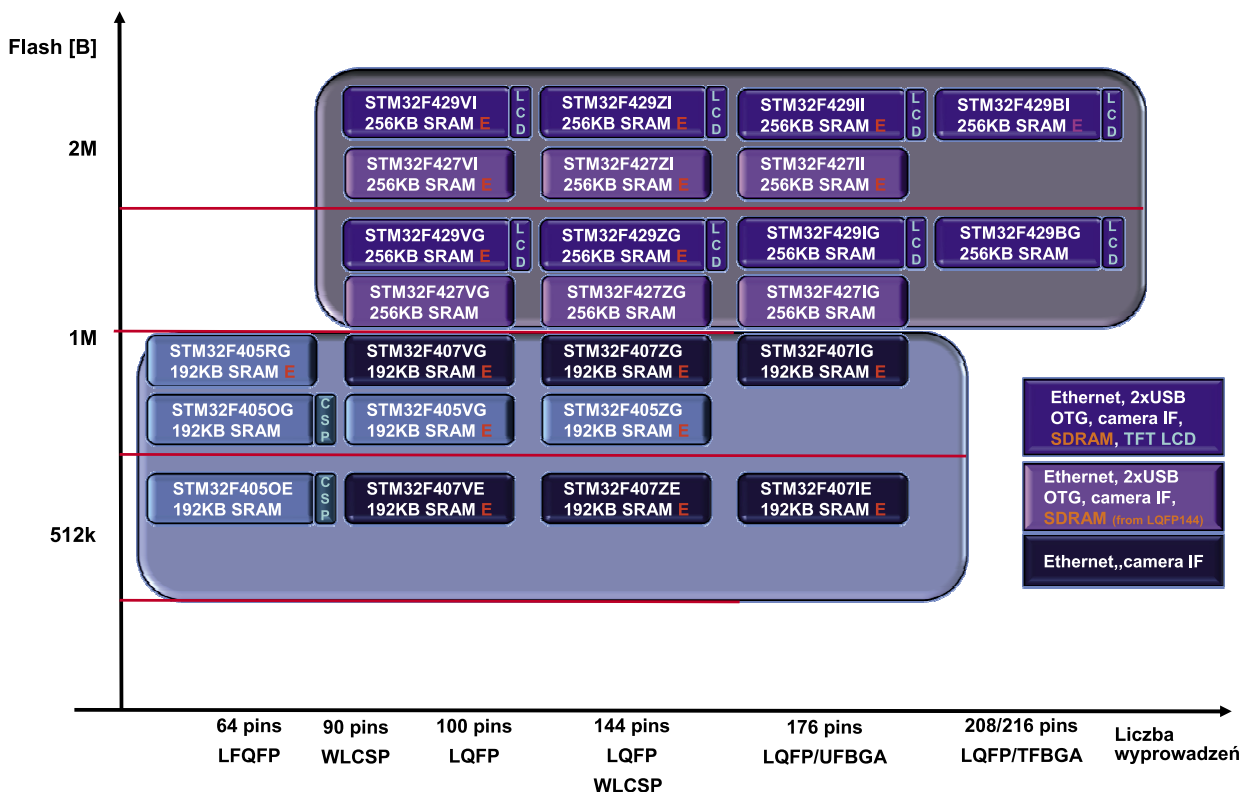 Flash [B]
STM32F429VI
256KB SRAM E
LCD
STM32F429ZI
256KB SRAM E
LCD
STM32F429II
256KB SRAM E
LCD
STM32F429BI
256KB SRAM E
LCD
2M
STM32F427VI
256KB SRAM E
STM32F427ZI
256KB SRAM E
STM32F427II
256KB SRAM E
STM32F429VG
256KB SRAM E
LCD
STM32F429ZG
256KB SRAM E
LCD
STM32F429IG
256KB SRAM
LCD
STM32F429BG
256KB SRAM
LCD
STM32F427VG
256KB SRAM
STM32F427ZG
256KB SRAM
STM32F427IG
256KB SRAM
1M
STM32F405RG
192KB SRAM E
STM32F407VG
192KB SRAM E
STM32F407ZG
192KB SRAM E
STM32F407IG
192KB SRAM E
STM32F405OG
192KB SRAM
CSP
STM32F405VG
192KB SRAM E
STM32F405ZG
192KB SRAM E
STM32F405OE
192KB SRAM
CSP
STM32F407VE
192KB SRAM E
STM32F407ZE
192KB SRAM E
STM32F407IE
192KB SRAM E
512k
Ethernet, 2xUSB
OTG, camera IF,
SDRAM, TFT LCD
Ethernet, 2xUSB
OTG, camera IF,
SDRAM (from LQFP144)
Ethernet,,camera IF
64 pins
LFQFP
90 pins
WLCSP
100 pins
LQFP
144 pins
LQFP
WLCSP
176 pins
LQFP/UFBGA
208/216 pins
LQFP/TFBGA
Liczba
wyprowadzeń